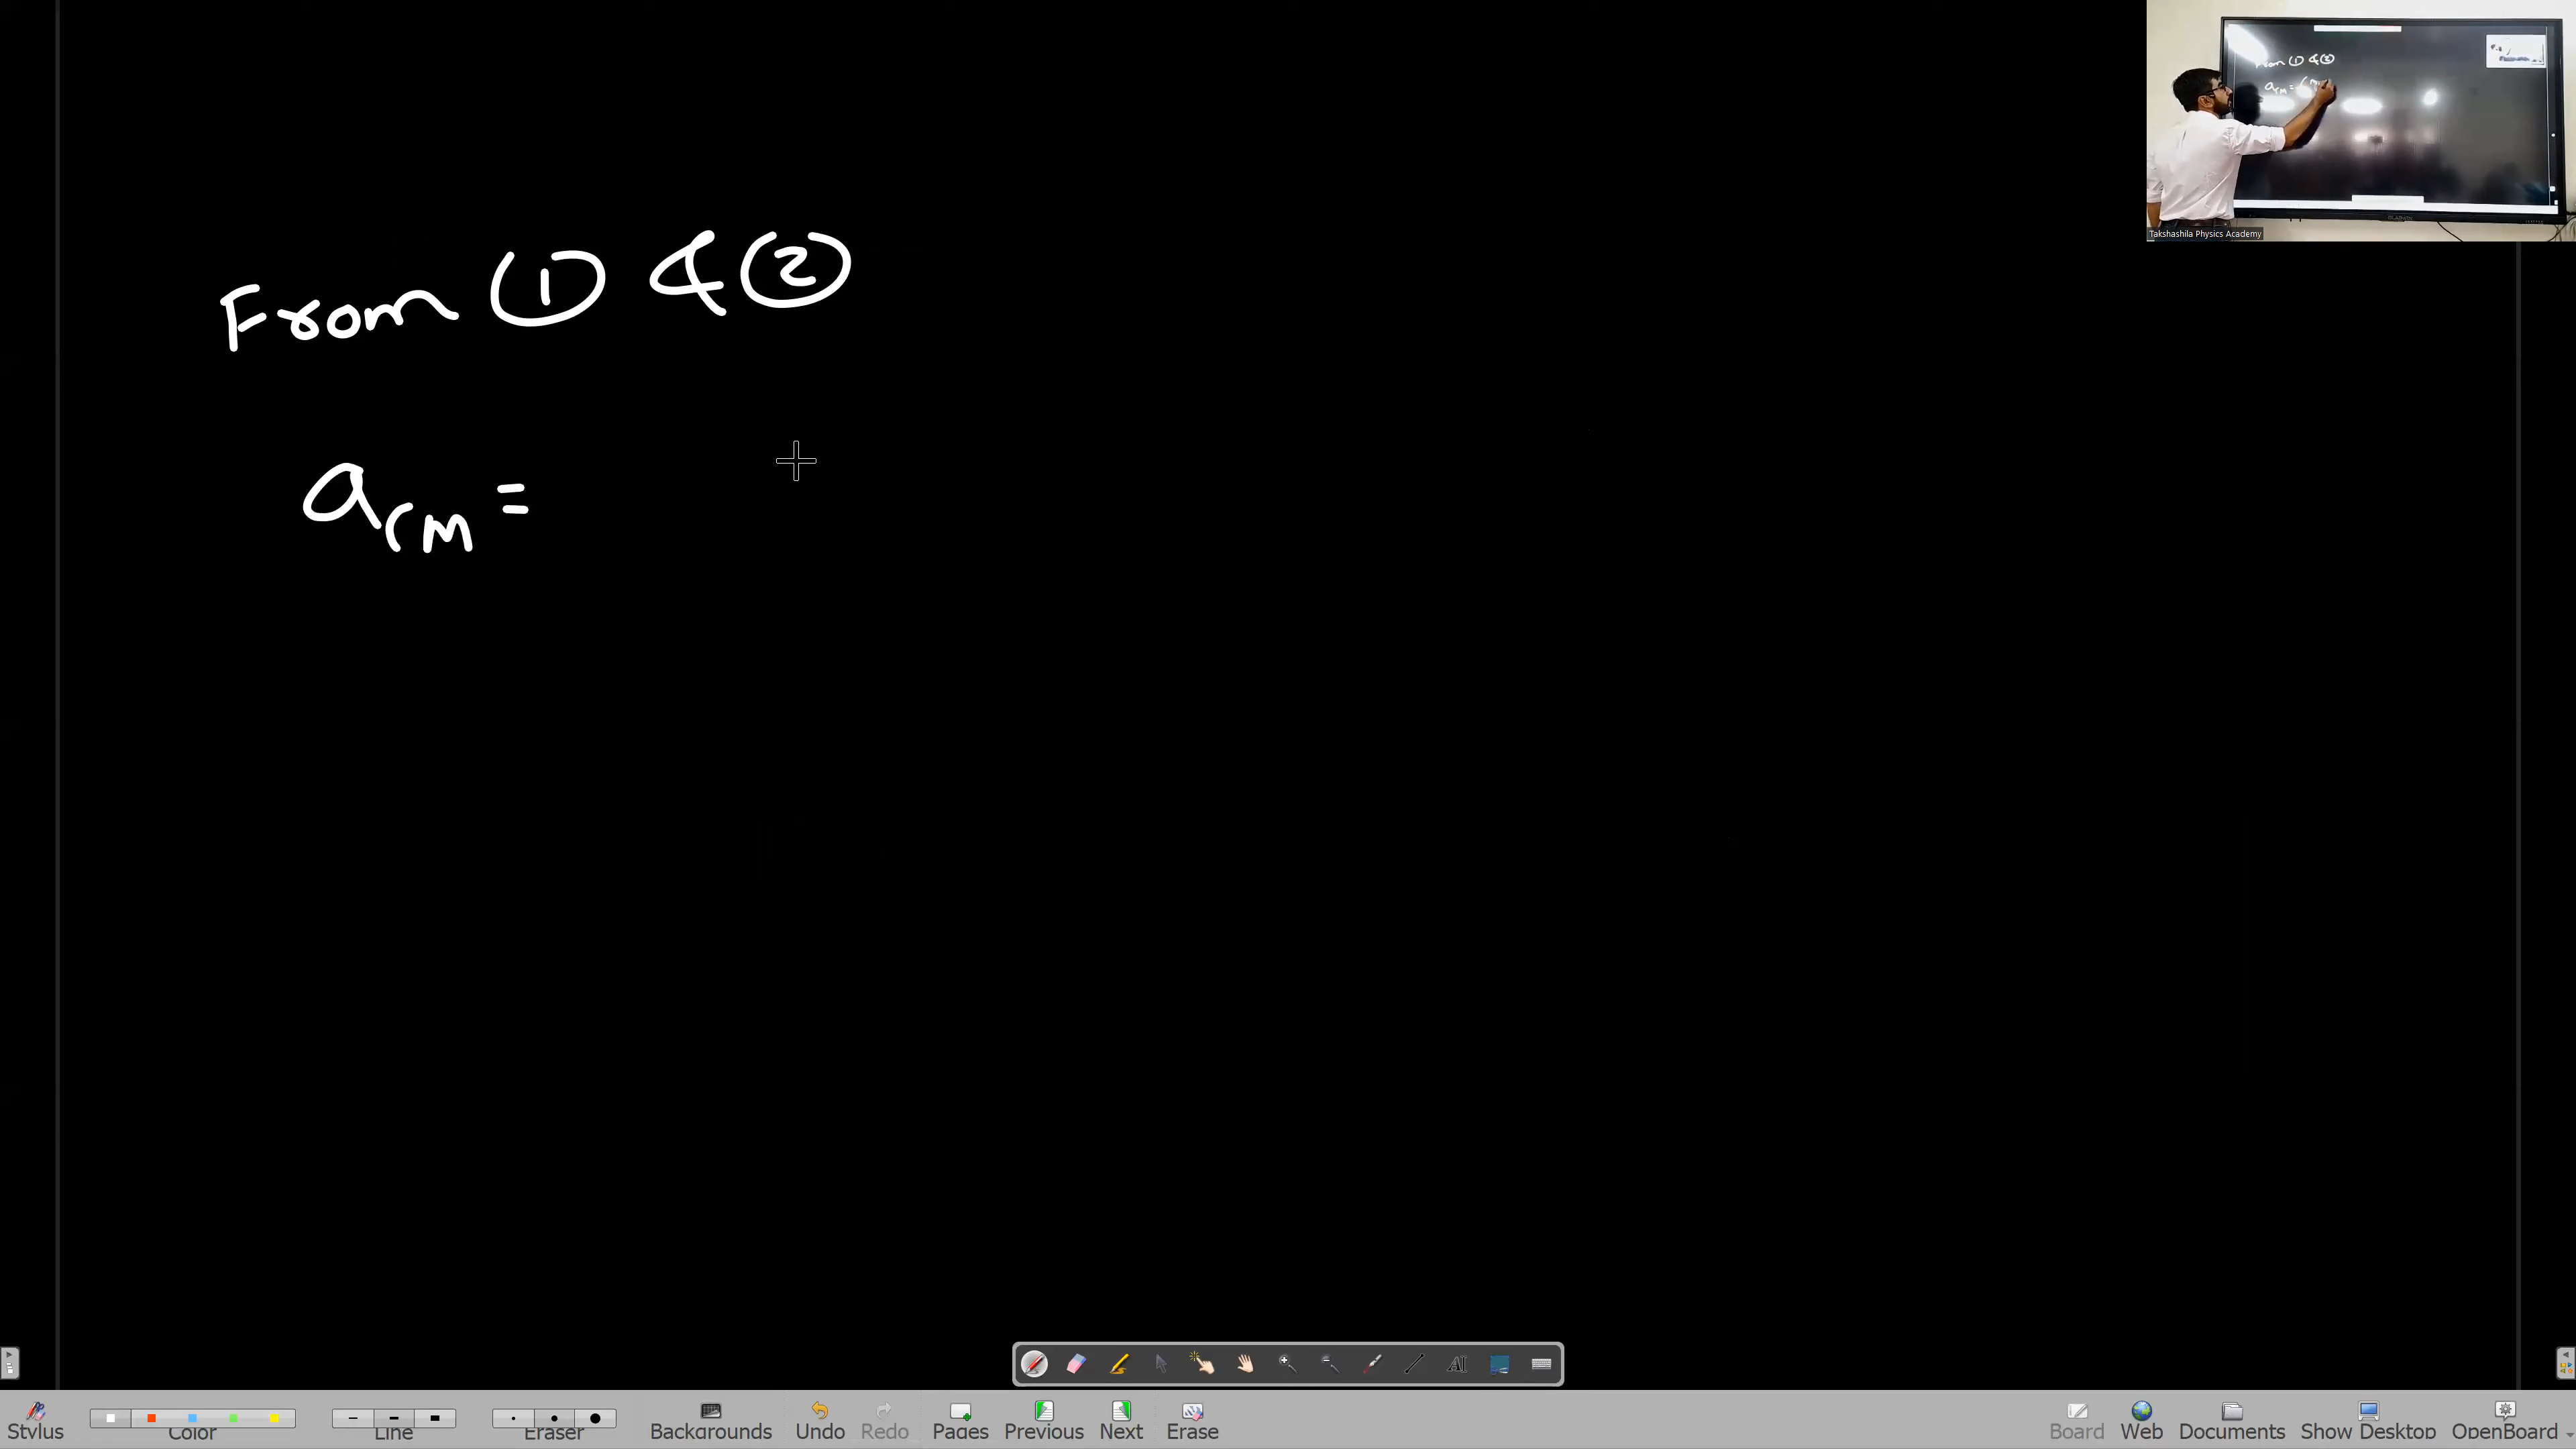 From ① & ②
a_cm =
Takshashila Physics Academy
Stylus Color Line Eraser Backgrounds Undo Redo Pages Previous Next Erase Board Web Documents Show Desktop OpenBoard